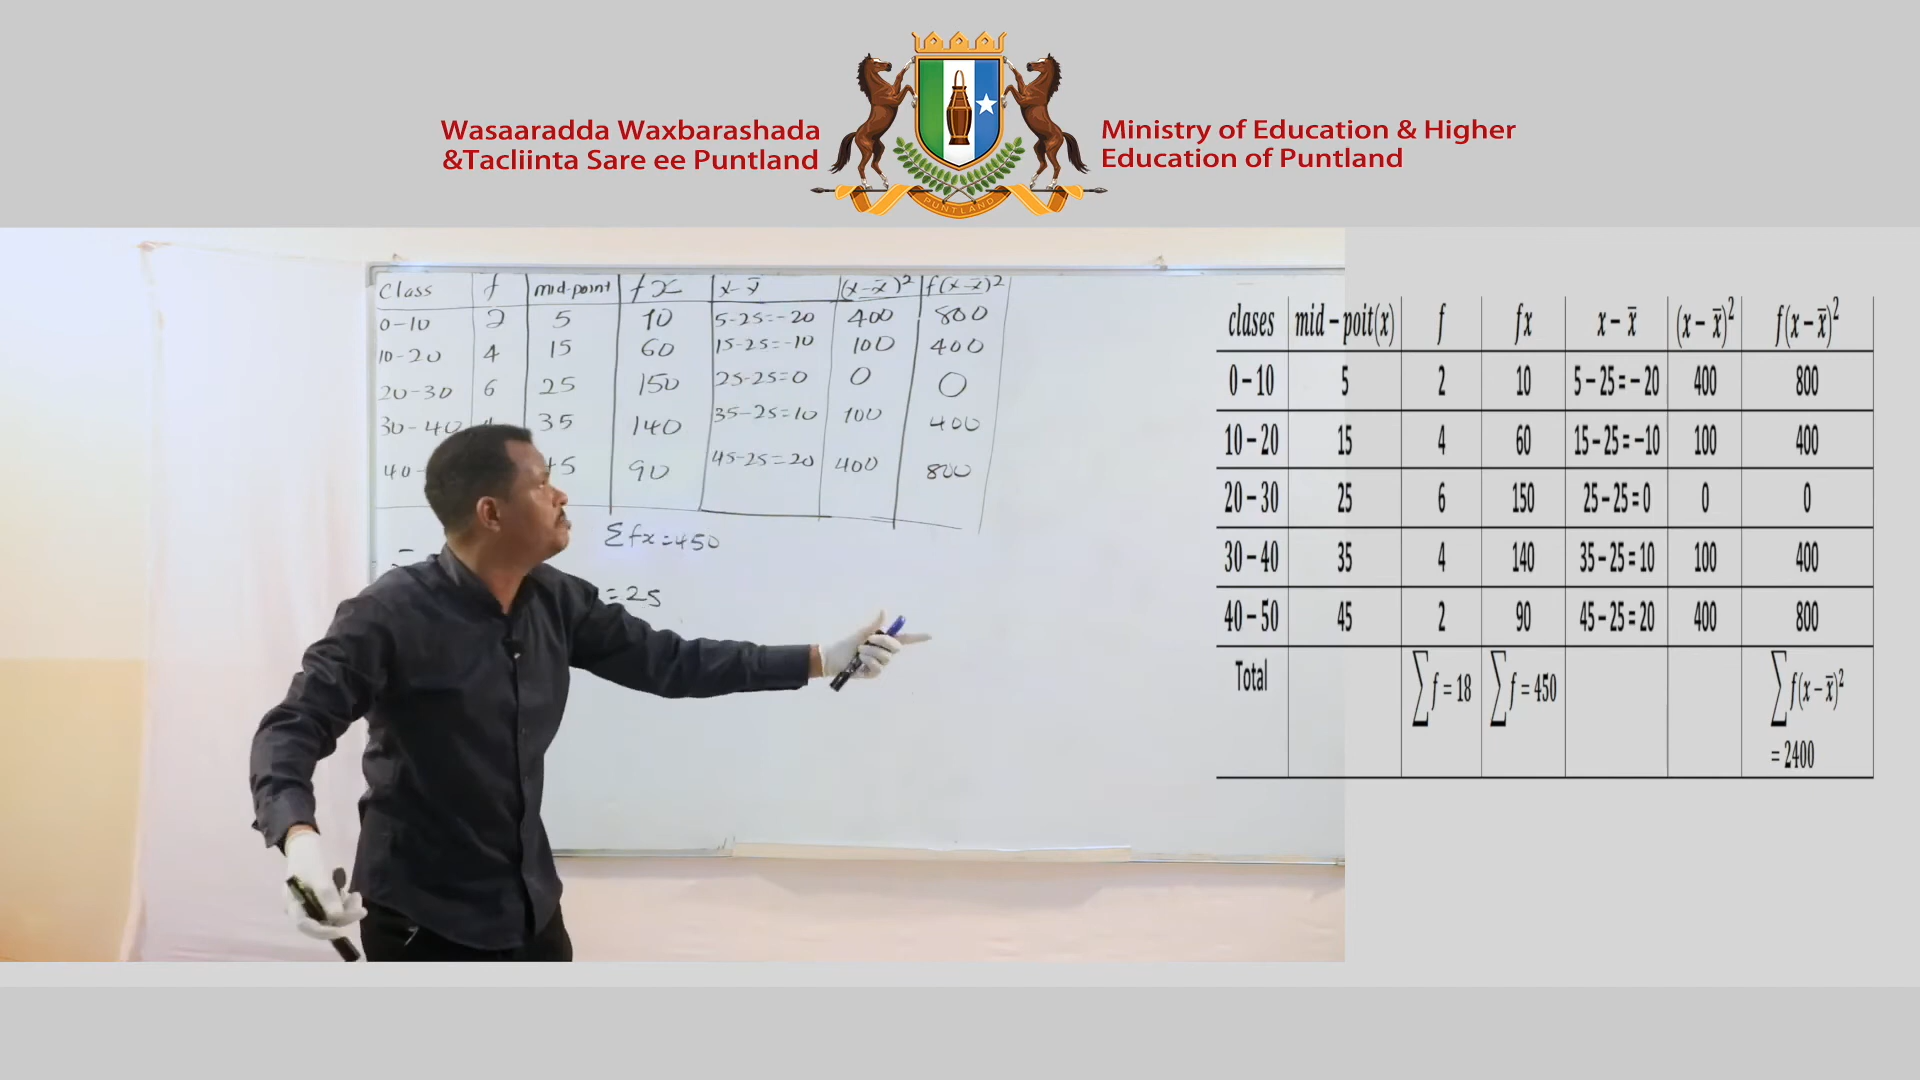 Wasaaradda Waxbarashada
&Tacliinta Sare ee Puntland
PUNTLAND
Ministry of Education & Higher
Education of Puntland
Class f mid-point fx x-x̄ (x-x̄)² f(x-x̄)²
0-10 2 5 10 5-25=-20 400 800
10-20 4 15 60 15-25=-10 100 400
20-30 6 25 150 25-25=0 0 0
30-40 35 140 35-25=10 100 400
40- 90 45-25=20 400 800
Σfx=450
=25
clases mid-poit(x) f fx x-x̄ (x-x̄)² f(x-x̄)²
0-10 5 2 10 5-25=-20 400 800
10-20 15 4 60 15-25=-10 100 400
20-30 25 6 150 25-25=0 0 0
30-40 35 4 140 35-25=10 100 400
40-50 45 2 90 45-25=20 400 800
Total ∑f=18 ∑f=450 ∑f(x-x̄)²
=2400